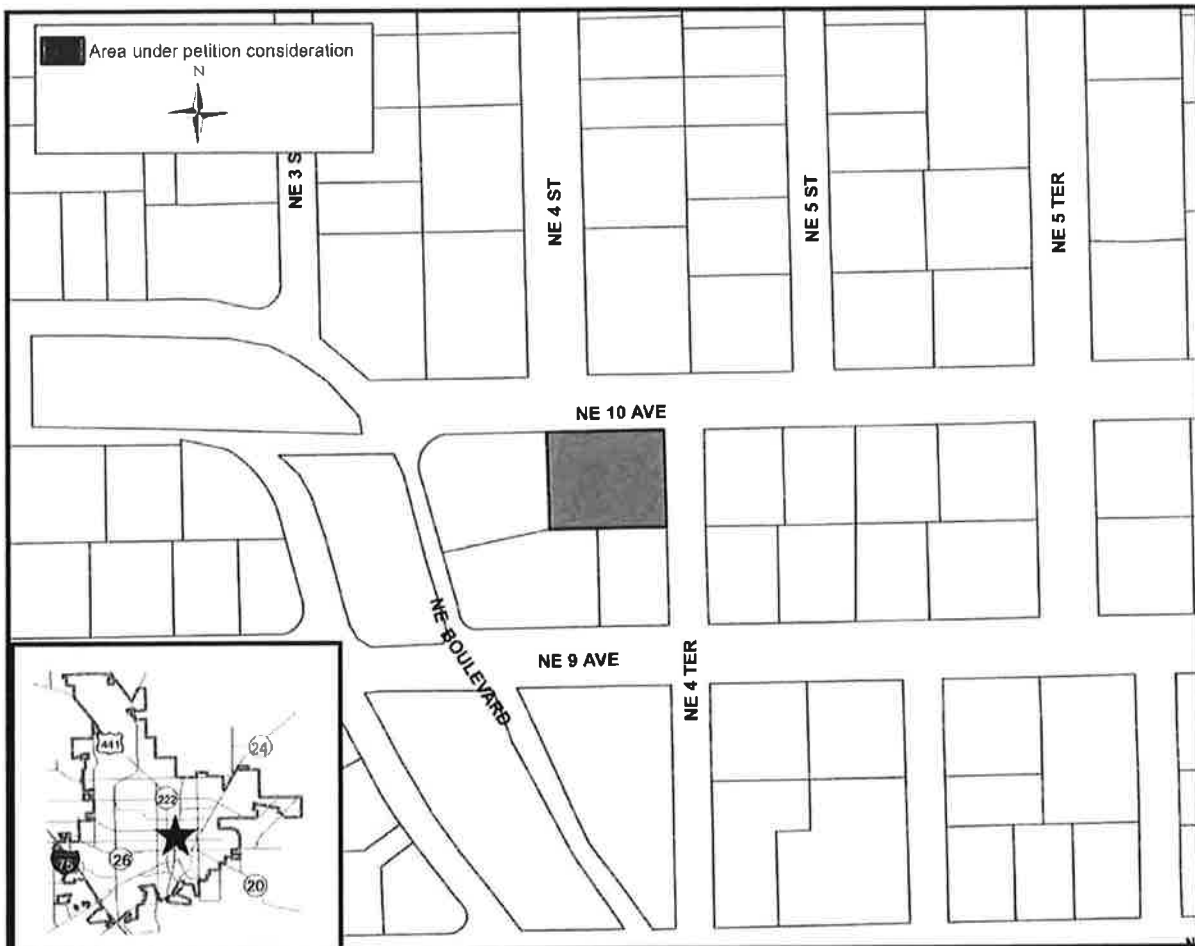 Area under petition consideration
N
NE 3 S
NE 4 ST
NE 5 ST
NE 5 TER
NE 10 AVE
NE BOULEVARD
NE 9 AVE
NE 4 TER
441
24
222
75
26
20
N